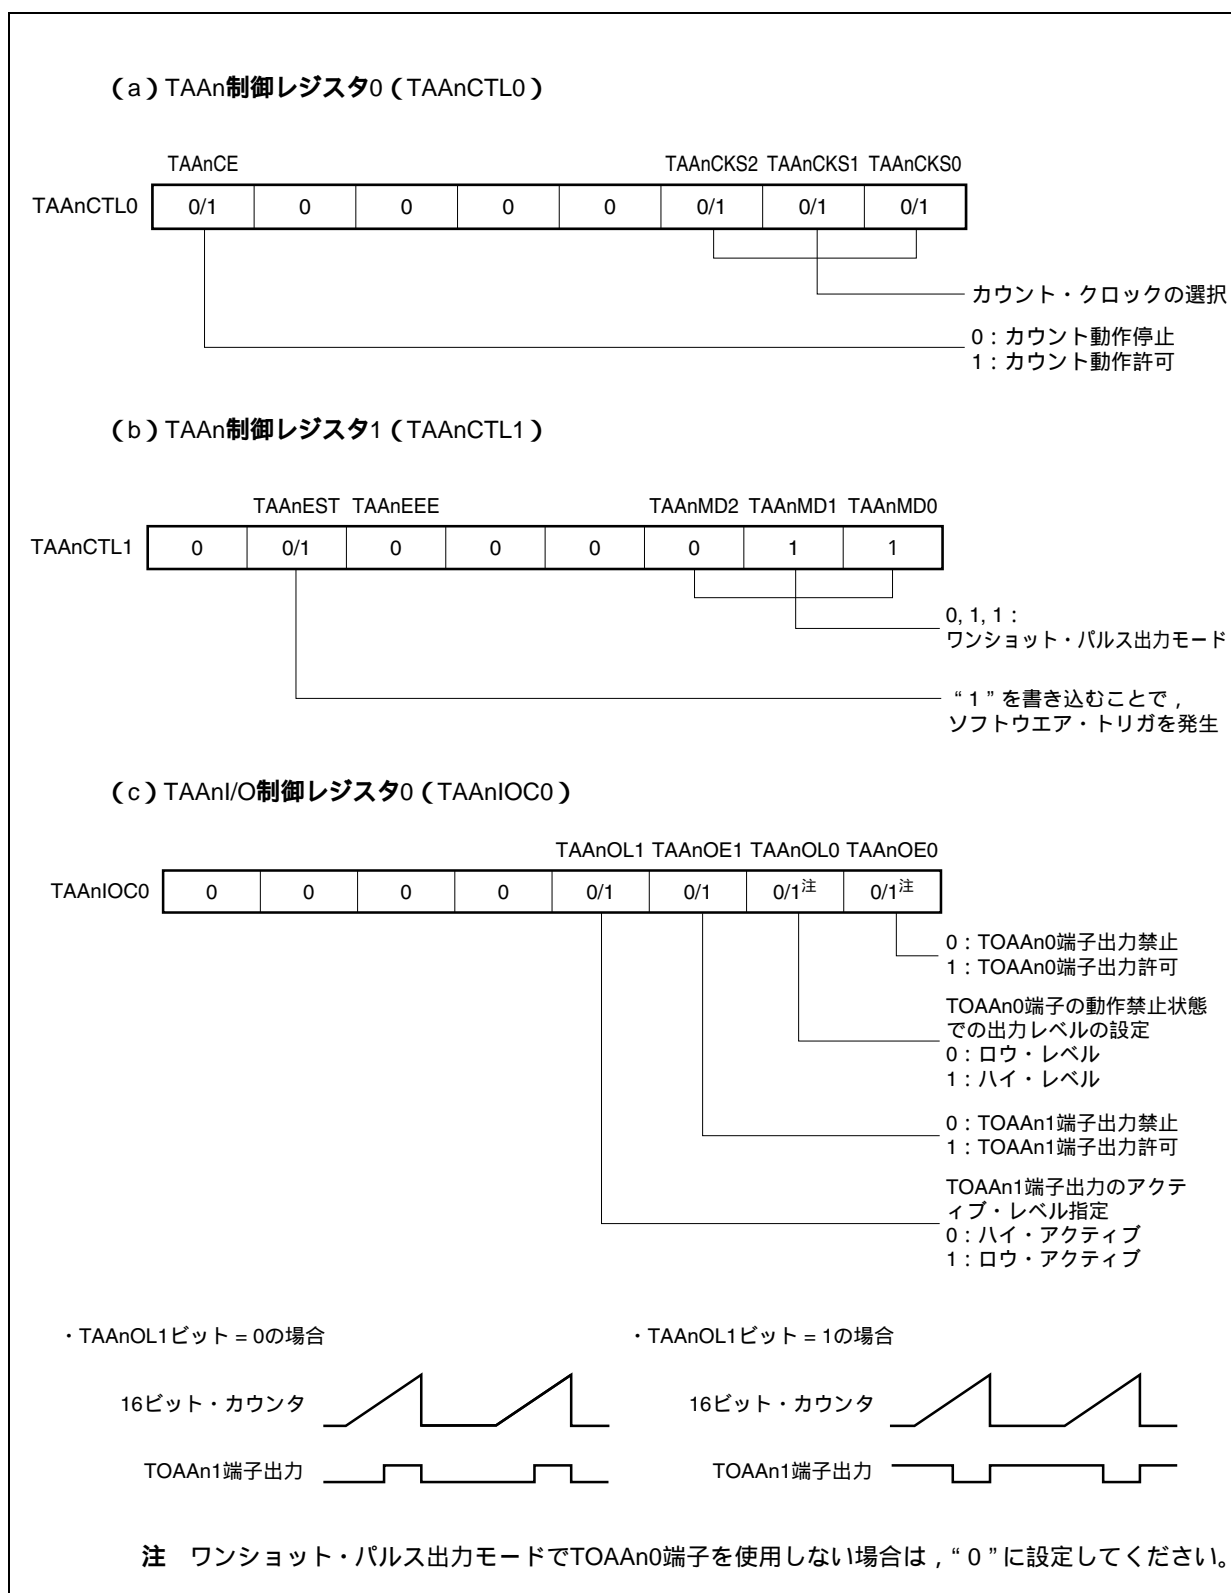 （a）TAAn制御レジスタ0（TAAnCTL0）
TAAnCE TAAnCKS2 TAAnCKS1 TAAnCKS0
TAAnCTL0 0/1 0 0 0 0 0/1 0/1 0/1
カウント・クロックの選択
0：カウント動作停止
1：カウント動作許可
（b）TAAn制御レジスタ1（TAAnCTL1）
TAAnEST TAAnEEE TAAnMD2 TAAnMD1 TAAnMD0
TAAnCTL1 0 0/1 0 0 0 0 1 1
0, 1, 1：
ワンショット・パルス出力モード
“1”を書き込むことで，
ソフトウエア・トリガを発生
（c）TAAnI/O制御レジスタ0（TAAnIOC0）
TAAnOL1 TAAnOE1 TAAnOL0 TAAnOE0
TAAnIOC0 0 0 0 0 0/1 0/1 0/1注 0/1注
0：TOAAn0端子出力禁止
1：TOAAn0端子出力許可
TOAAn0端子の動作禁止状態
での出力レベルの設定
0：ロウ・レベル
1：ハイ・レベル
0：TOAAn1端子出力禁止
1：TOAAn1端子出力許可
TOAAn1端子出力のアクテ
ィブ・レベル指定
0：ハイ・アクティブ
1：ロウ・アクティブ
・TAAnOL1ビット = 0の場合 ・TAAnOL1ビット = 1の場合
16ビット・カウンタ 16ビット・カウンタ
TOAAn1端子出力 TOAAn1端子出力
注 ワンショット・パルス出力モードでTOAAn0端子を使用しない場合は，“0”に設定してください。